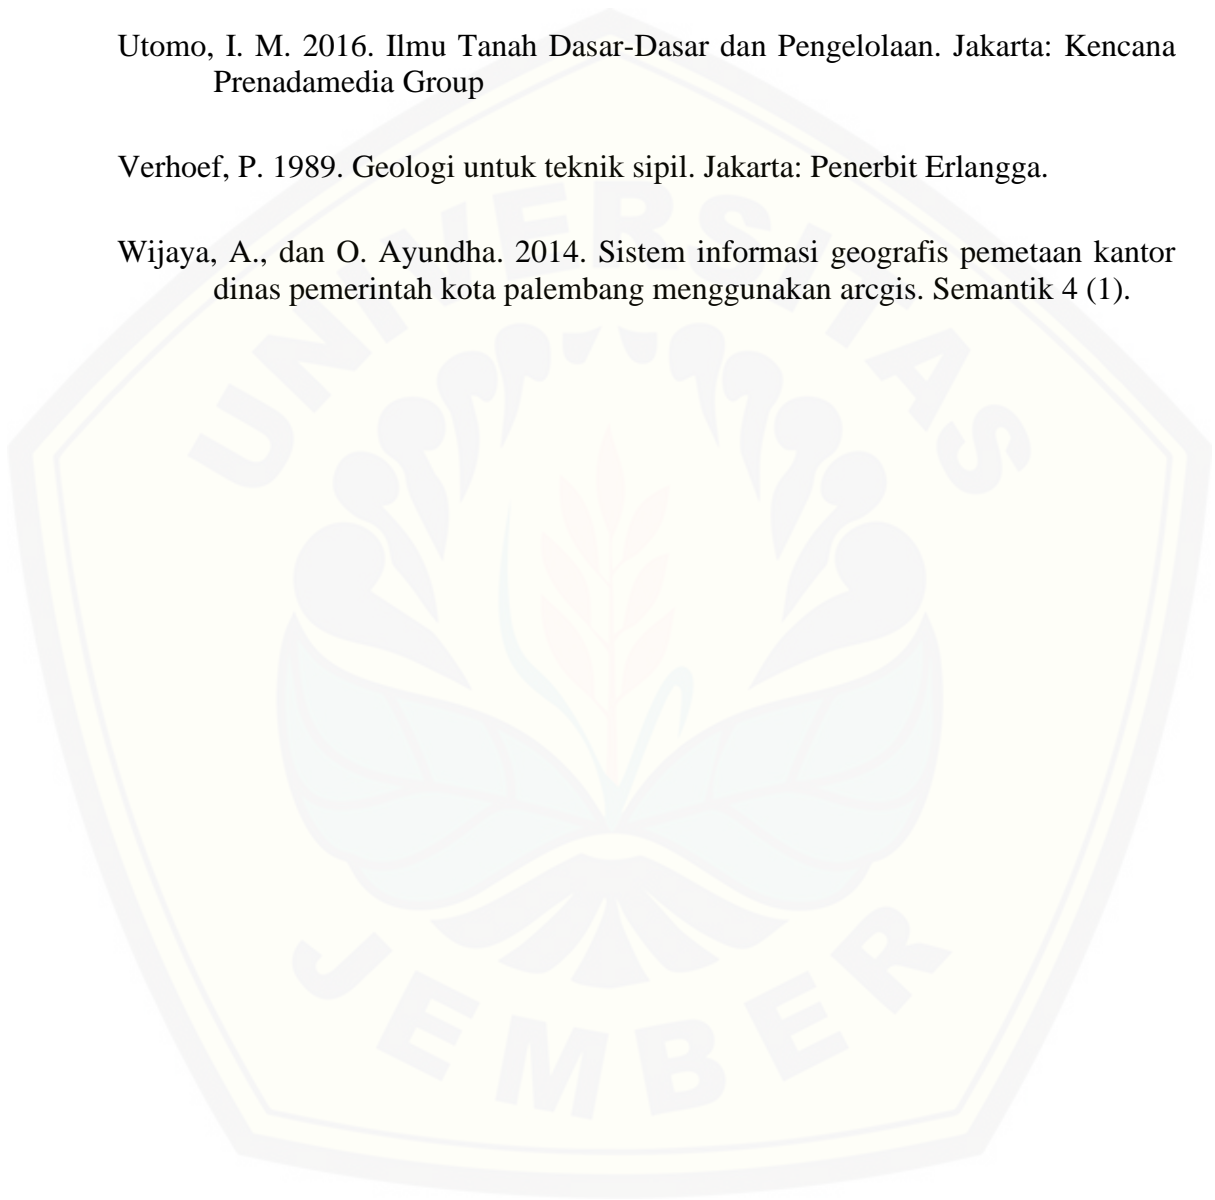 Utomo, I. M. 2016. Ilmu Tanah Dasar-Dasar dan Pengelolaan. Jakarta: Kencana
Prenadamedia Group
Verhoef, P. 1989. Geologi untuk teknik sipil. Jakarta: Penerbit Erlangga.
Wijaya, A., dan O. Ayundha. 2014. Sistem informasi geografis pemetaan kantor
dinas pemerintah kota palembang menggunakan arcgis. Semantik 4 (1).
UNIVERSITAS
JEMBER